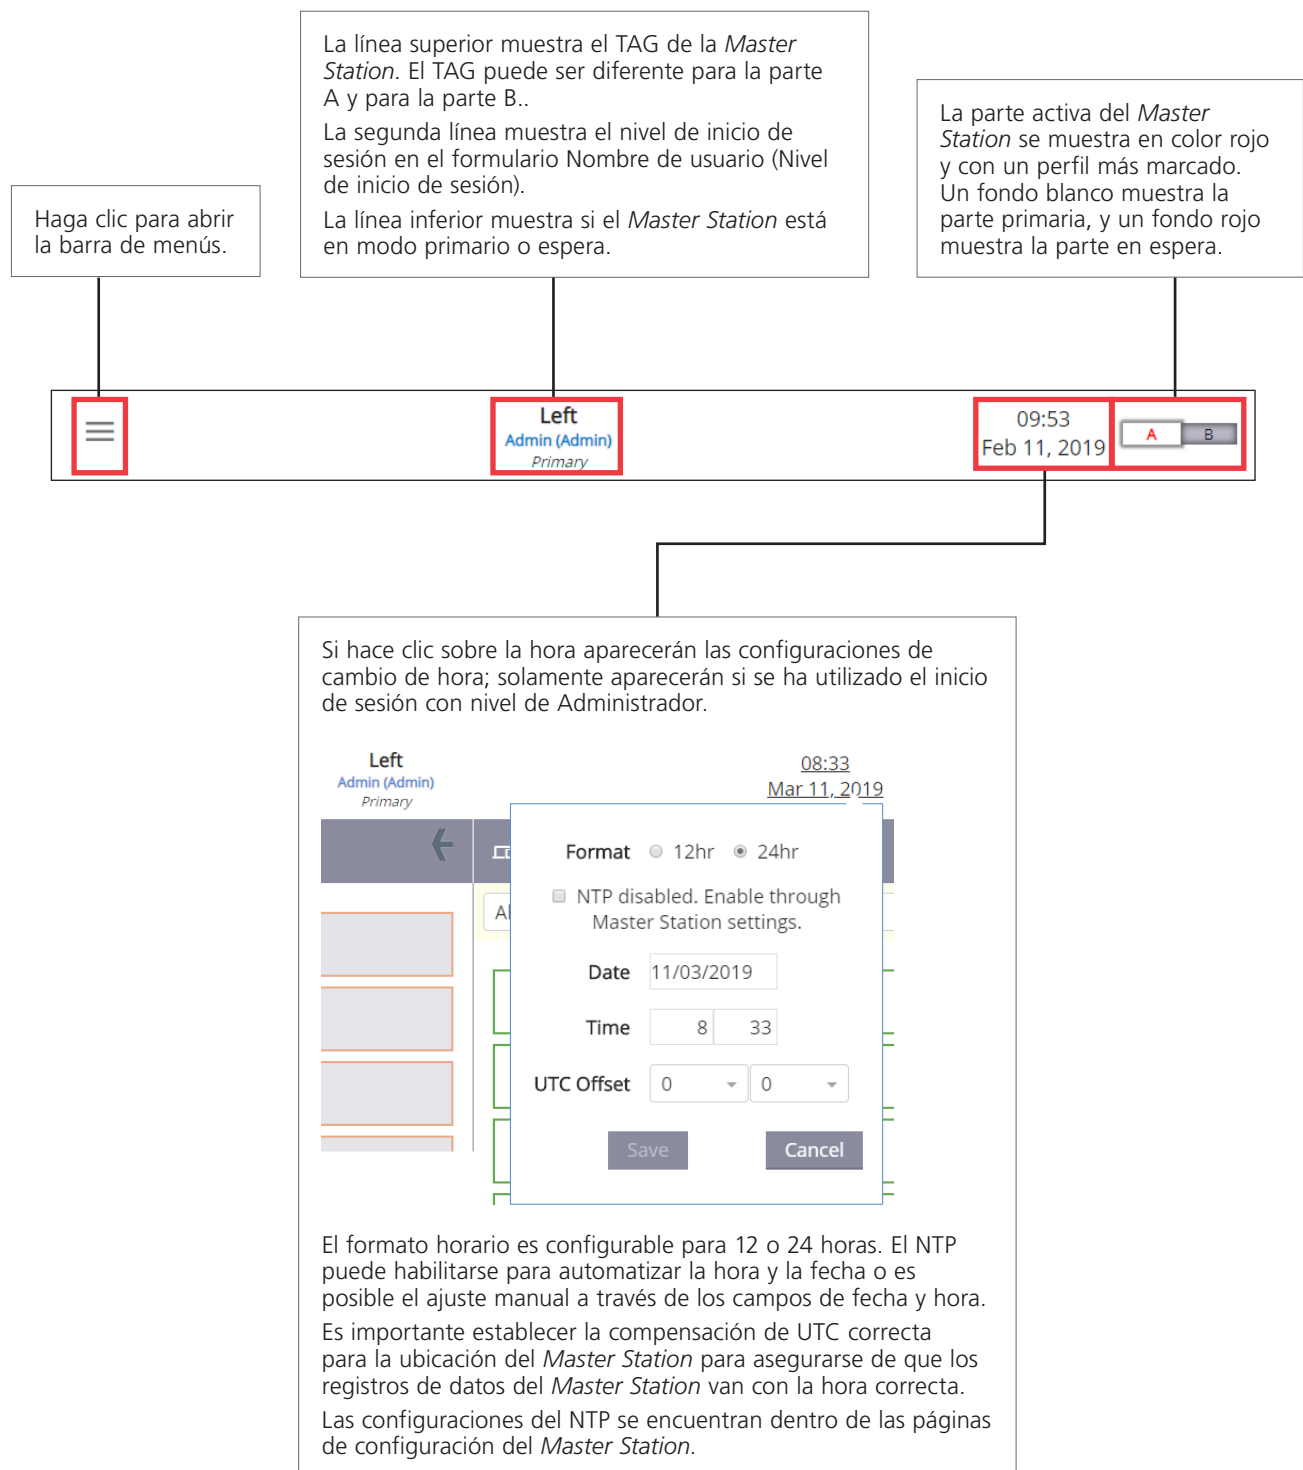 La línea superior muestra el TAG de la Master
Station. El TAG puede ser diferente para la parte
A y para la parte B..
La segunda línea muestra el nivel de inicio de
sesión en el formulario Nombre de usuario (Nivel
de inicio de sesión).
La línea inferior muestra si el Master Station está
en modo primario o espera.
La parte activa del Master
Station se muestra en color rojo
y con un perfil más marcado.
Un fondo blanco muestra la
parte primaria, y un fondo rojo
muestra la parte en espera.
Haga clic para abrir
la barra de menús.
Left
Admin (Admin)
Primary
09:53
Feb 11, 2019
A B
Si hace clic sobre la hora aparecerán las configuraciones de
cambio de hora; solamente aparecerán si se ha utilizado el inicio
de sesión con nivel de Administrador.
Left
Admin (Admin)
Primary
08:33
Mar 11, 2019
Format 12hr 24hr
NTP disabled. Enable through
Master Station settings.
Date 11/03/2019
Time 8 33
UTC Offset 0 0
Save Cancel
El formato horario es configurable para 12 o 24 horas. El NTP
puede habilitarse para automatizar la hora y la fecha o es
posible el ajuste manual a través de los campos de fecha y hora.
Es importante establecer la compensación de UTC correcta
para la ubicación del Master Station para asegurarse de que los
registros de datos del Master Station van con la hora correcta.
Las configuraciones del NTP se encuentran dentro de las páginas
de configuración del Master Station.